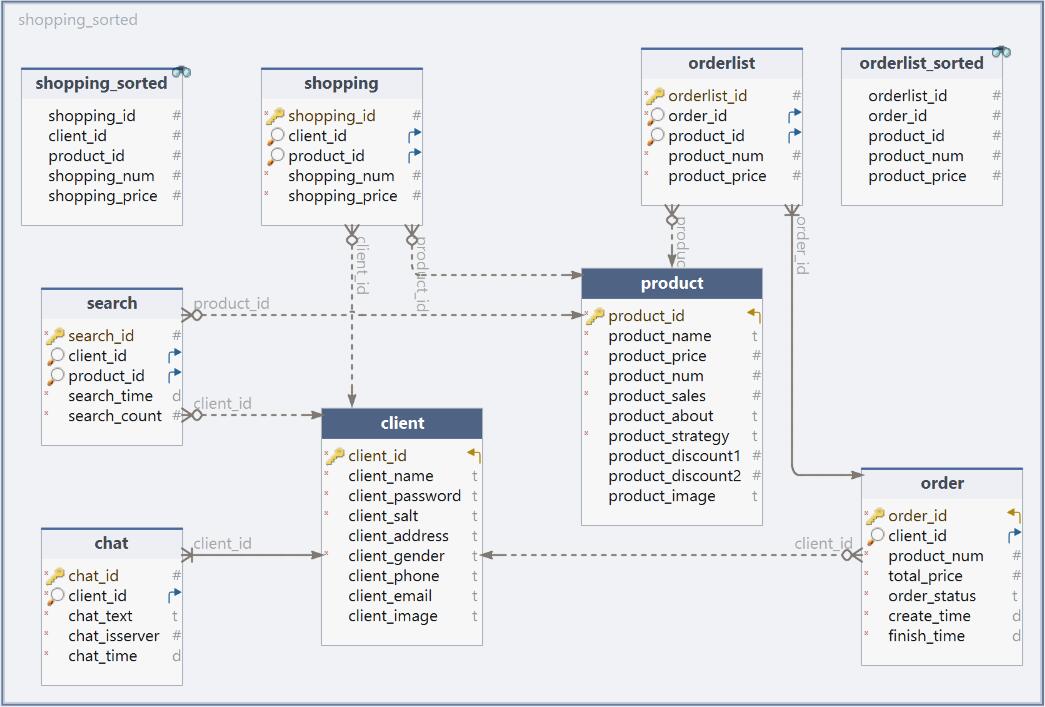 shopping_sorted
shopping_sorted
shopping_id #
client_id #
product_id #
shopping_num #
shopping_price #
shopping
shopping_id #
client_id
product_id
shopping_num #
shopping_price #
orderlist
orderlist_id #
order_id
product_id
product_num #
product_price #
orderlist_sorted
orderlist_id #
order_id #
product_id #
product_num #
product_price #
client_id
product_id
produc
order_id
search
search_id #
client_id
product_id
search_time d
search_count #
product_id
client_id
product
product_id
product_name t
product_price #
product_num #
product_sales #
product_about t
product_strategy t
product_discount1 #
product_discount2 #
product_image t
client
client_id
client_name t
client_password t
client_salt t
client_address t
client_gender t
client_phone t
client_email t
client_image t
chat
chat_id #
client_id
chat_text t
chat_isserver #
chat_time d
client_id
client_id
order
order_id
client_id
product_num #
total_price #
order_status t
create_time d
finish_time d